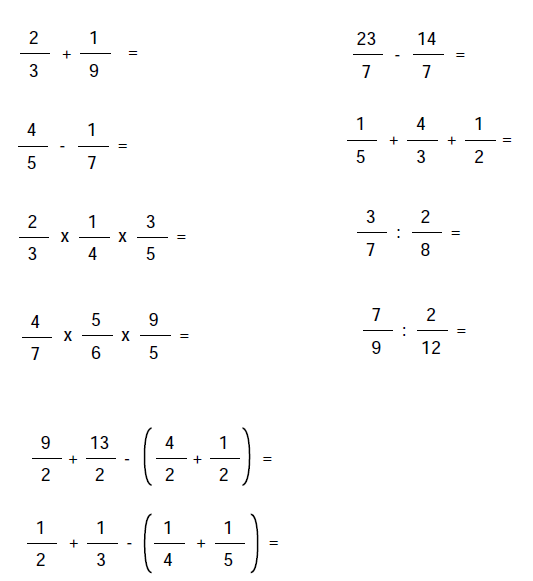 2/3 + 1/9 =
23/7 - 14/7 =
4/5 - 1/7 =
1/5 + 4/3 + 1/2 =
2/3 x 1/4 x 3/5 =
3/7 : 2/8 =
4/7 x 5/6 x 9/5 =
7/9 : 2/12 =
9/2 + 13/2 - (4/2 + 1/2) =
1/2 + 1/3 - (1/4 + 1/5) =